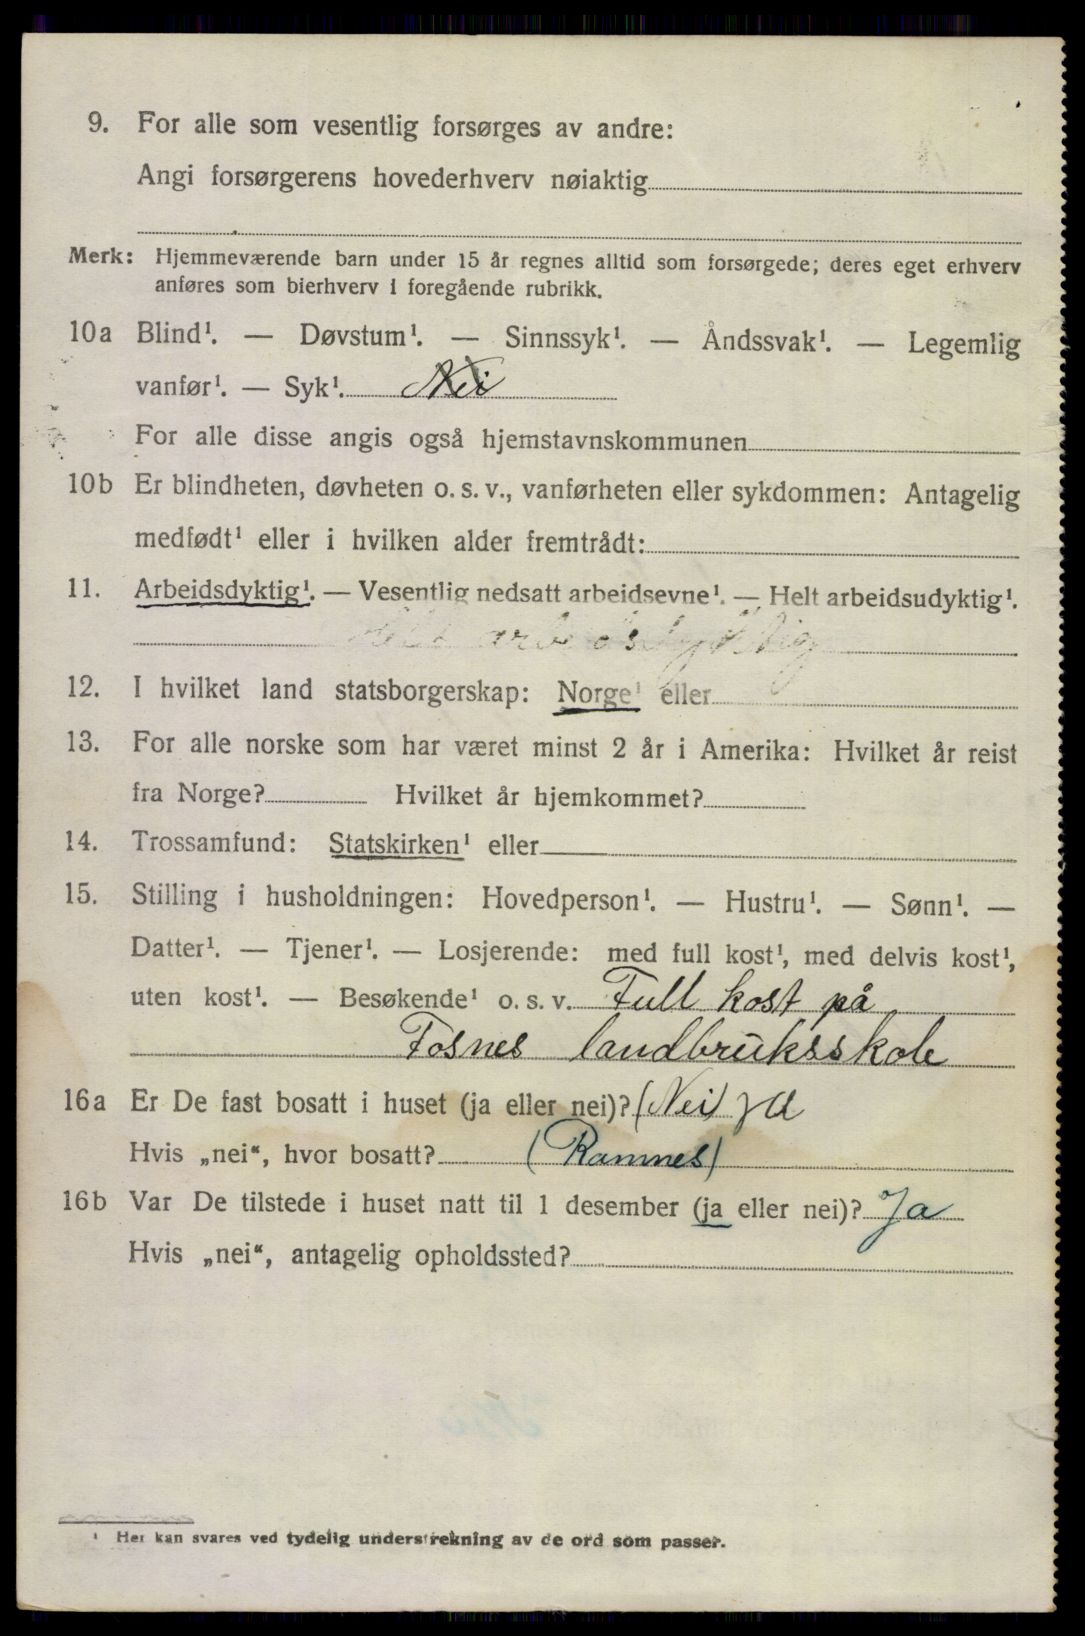 9. For alle som vesentlig forsørges av andre:
Angi forsørgerens hovederhverv nøiaktig
Merk: Hjemmeværende barn under 15 år regnes alltid som forsørgede; deres eget erhverv
anføres som bierhverv i foregående rubrikk.
10a Blind¹. — Døvstum¹. — Sinnssyk¹. — Åndssvak¹. — Legemlig
vanfør¹. — Syk¹. Nei
For alle disse angis også hjemstavnskommunen
10b Er blindheten, døvheten o. s. v., vanførheten eller sykdommen: Antagelig
medfødt¹ eller i hvilken alder fremtrådt:
11. Arbeidsdyktig¹. — Vesentlig nedsatt arbeidsevne¹. — Helt arbeidsudyktig¹.
arbeidsdyktig
12. I hvilket land statsborgerskap: Norge¹ eller
13. For alle norske som har været minst 2 år i Amerika: Hvilket år reist
fra Norge? Hvilket år hjemkommet?
14. Trossamfund: Statskirken¹ eller
15. Stilling i husholdningen: Hovedperson¹. — Hustru¹. — Sønn¹. —
Datter¹. — Tjener¹. — Losjerende: med full kost¹, med delvis kost¹,
uten kost¹. — Besøkende¹ o. s. v. Full kost på
Fosnes landbruksskole
16a Er De fast bosatt i huset (ja eller nei)? (Nei) ja
Hvis „nei“, hvor bosatt? (Ramnes)
16b Var De tilstede i huset natt til 1 desember (ja eller nei)? Ja
Hvis „nei“, antagelig opholdssted?
¹ Her kan svares ved tydelig understrekning av de ord som passer.